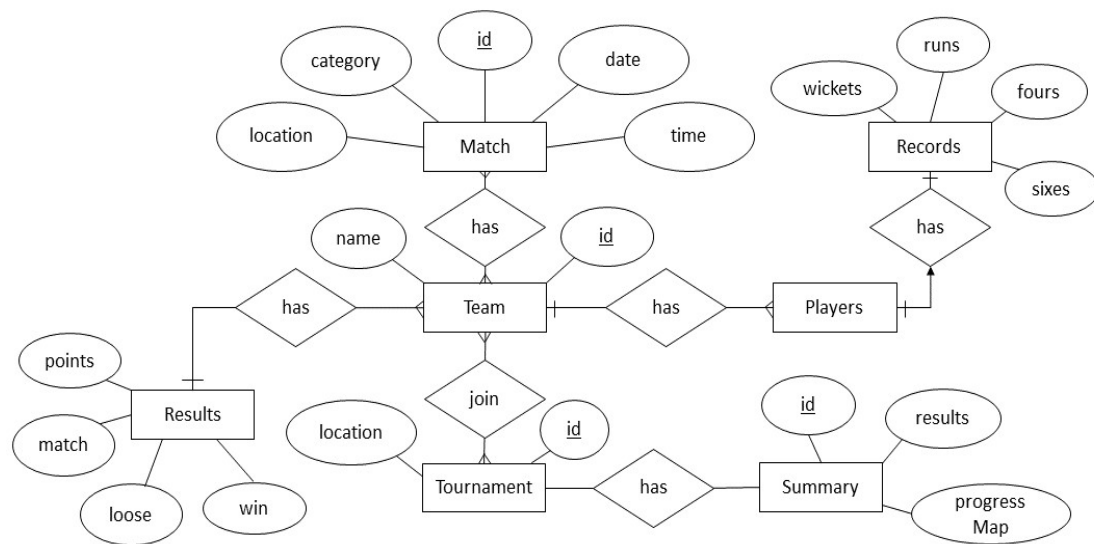 id
runs
category
date
wickets
fours
location
Match
time
Records
sixes
has
has
name
id
has
Team
has
Players
points
Results
join
id
results
match
location
id
loose
win
Tournament
has
Summary
progress
Map